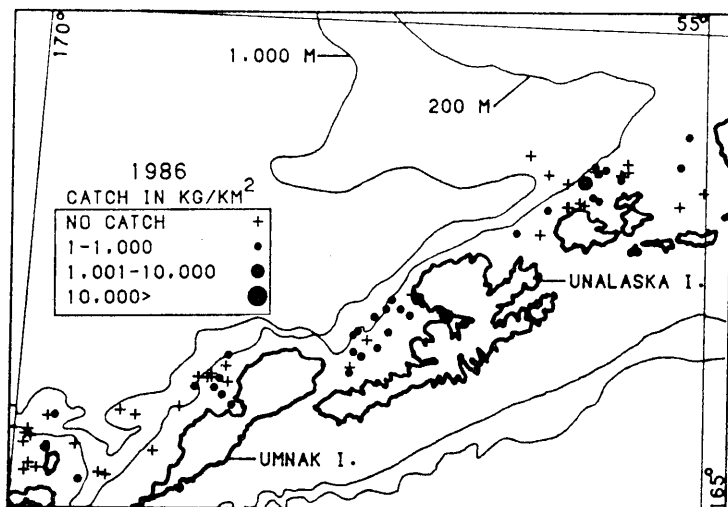 170°
55°
1.000 M
200 M
1986
CATCH IN KG/KM²
NO CATCH +
1-1.000
1.001-10.000
10.000>
UNALASKA I.
UMNAK I.
165°